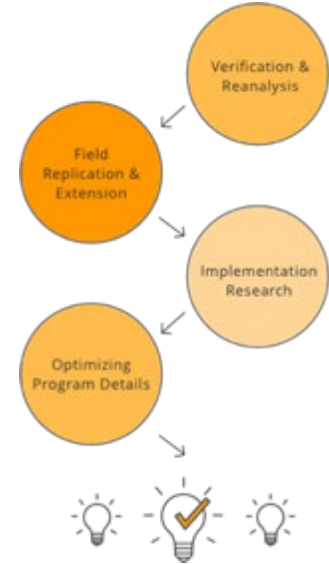 Verification &
Reanalysis
Field
Replication &
Extension
Implementation
Research
Optimizing
Program Details